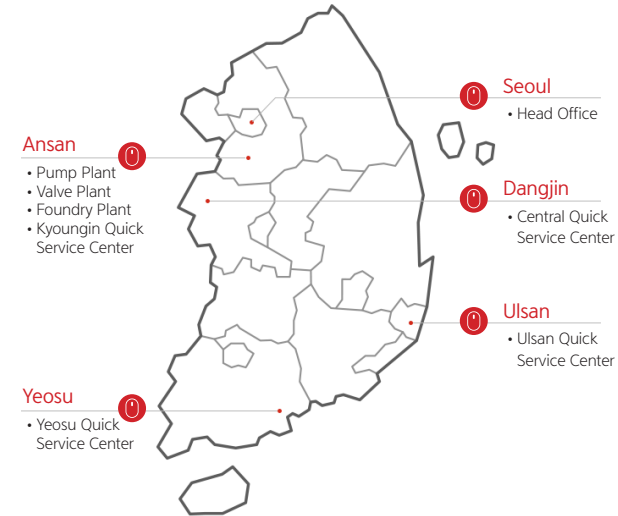 Seoul
• Head Office
Ansan
• Pump Plant
• Valve Plant
• Foundry Plant
• Kyoungin Quick
Service Center
Dangjin
• Central Quick
Service Center
Ulsan
• Ulsan Quick
Service Center
Yeosu
• Yeosu Quick
Service Center